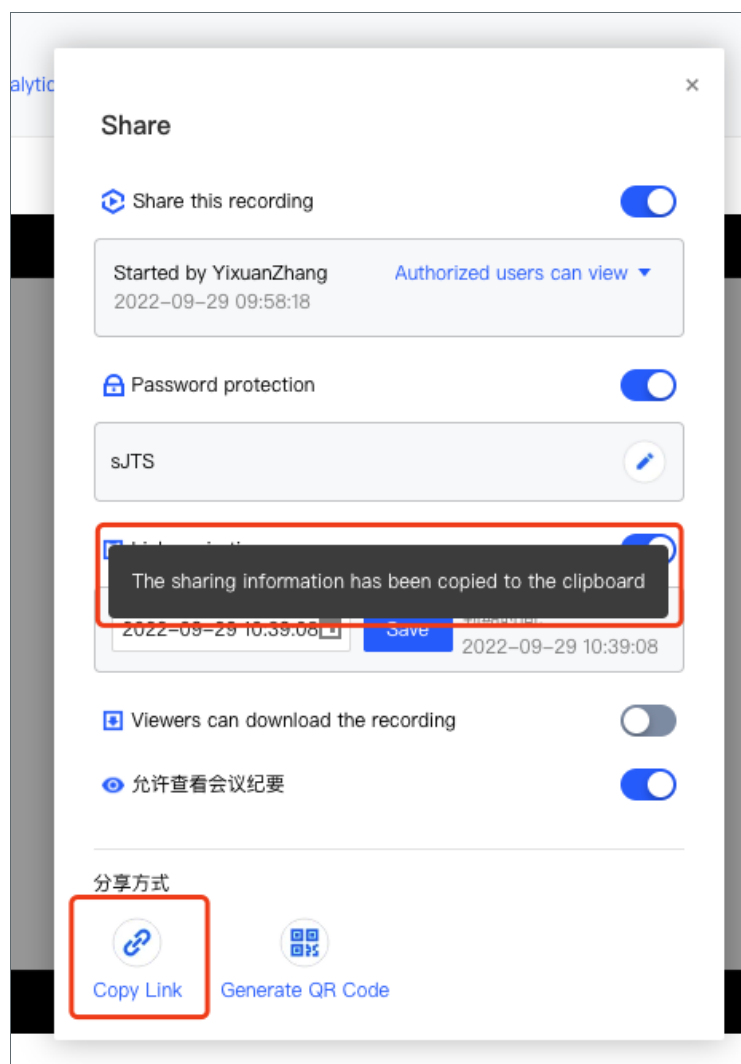 Share
Share this recording
Started by YixuanZhang
Authorized users can view
2022-09-29 09:58:18
Password protection
sJTS
The sharing information has been copied to the clipboard
2022-09-29 10:39:08
Save
2022-09-29 10:39:08
Viewers can download the recording
允许查看会议纪要
分享方式
Copy Link
Generate QR Code